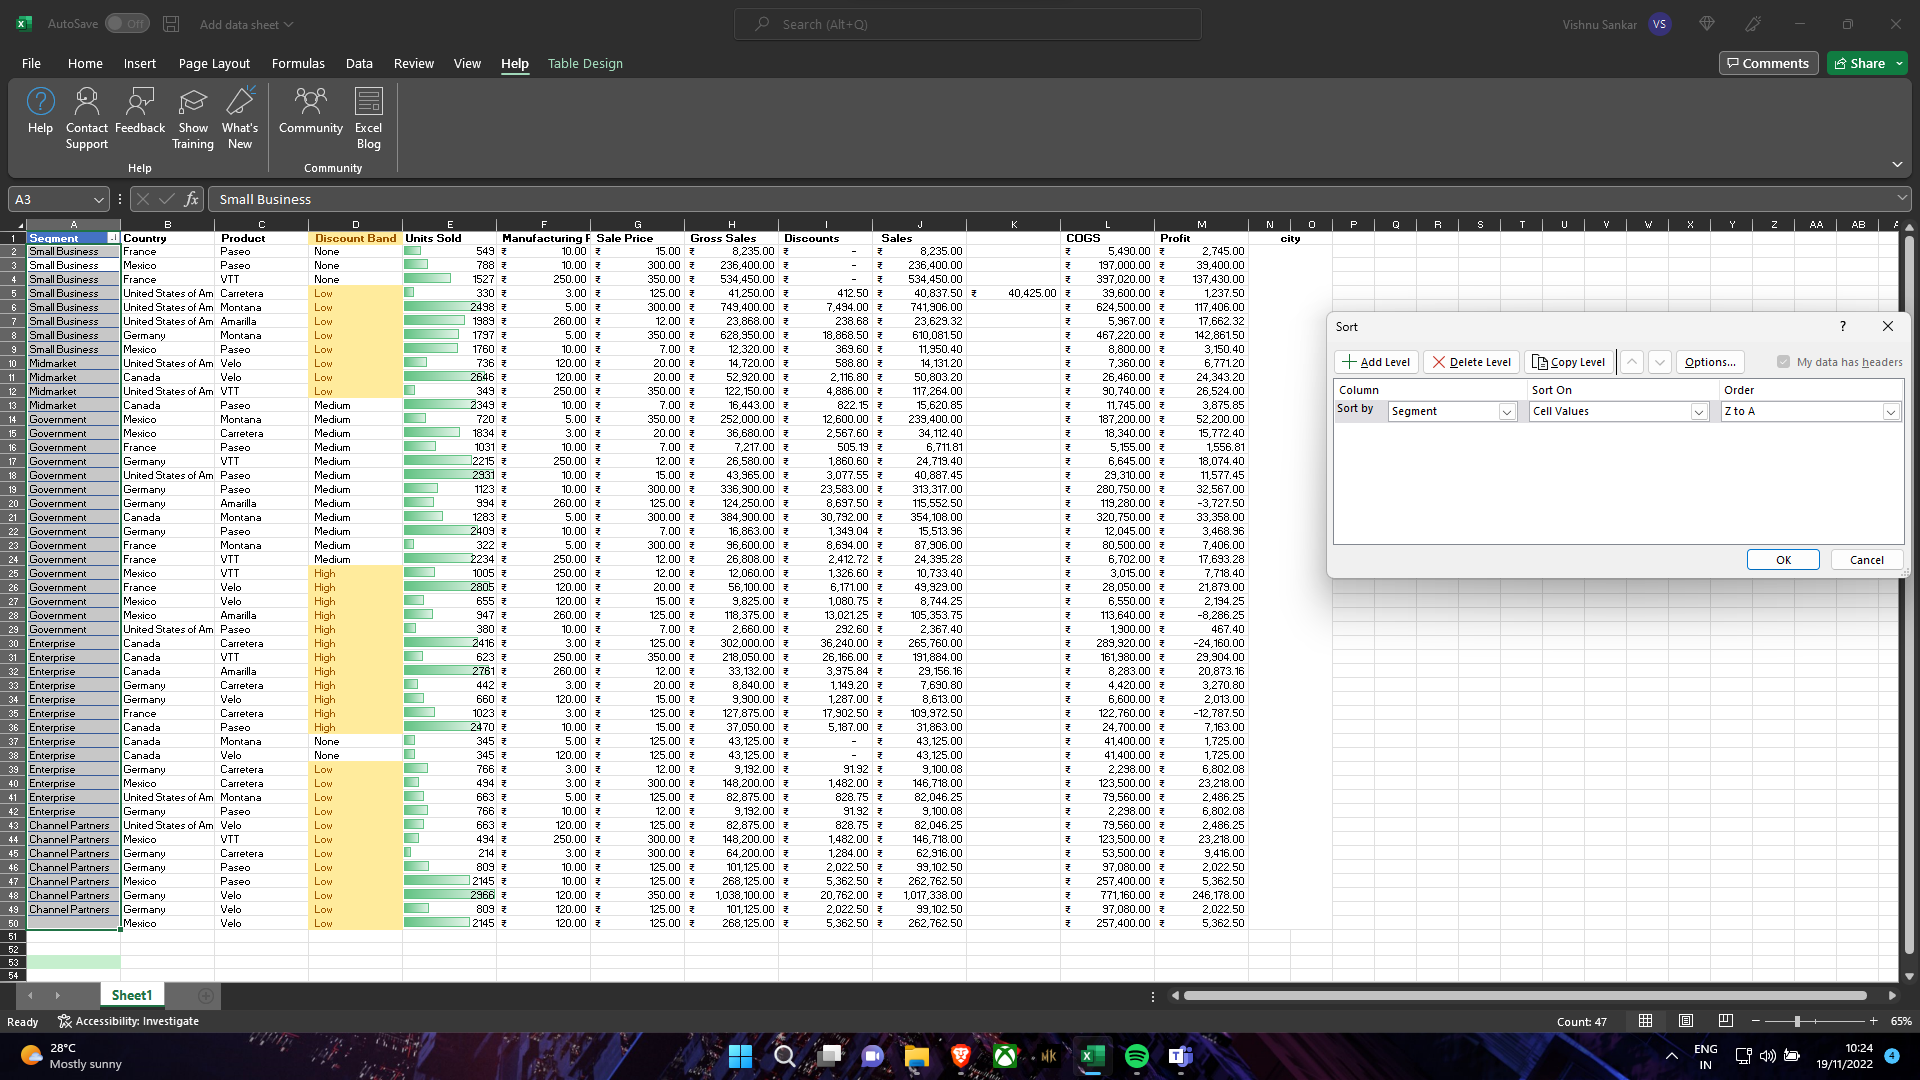 AutoSave Off Add data sheet Search (Alt+Q) Vishnu Sankar VS
File Home Insert Page Layout Formulas Data Review View Help Table Design Comments Share
Help Contact Support Feedback Show Training What's New Community Excel Blog
Help Community
A3 fx Small Business
A B C D E F G H I J K L M N O P Q R S T U V W X Y Z AA AB
1 Segment Country Product Discount Band Units Sold Manufacturing P Sale Price Gross Sales Discounts Sales COGS Profit city
2 Small Business France Paseo None 549 ₹ 10.00 ₹ 15.00 ₹ 8,235.00 ₹ - ₹ 8,235.00 ₹ 5,490.00 ₹ 2,745.00
3 Small Business Mexico Paseo None 788 ₹ 10.00 ₹ 300.00 ₹ 236,400.00 ₹ - ₹ 236,400.00 ₹ 197,000.00 ₹ 39,400.00
4 Small Business France VTT None 1527 ₹ 250.00 ₹ 350.00 ₹ 534,450.00 ₹ - ₹ 534,450.00 ₹ 397,020.00 ₹ 137,430.00
5 Small Business United States of Am Carretera Low 330 ₹ 3.00 ₹ 125.00 ₹ 41,250.00 ₹ 412.50 ₹ 40,837.50 ₹ 40,425.00 ₹ 39,600.00 ₹ 1,237.50
6 Small Business United States of Am Montana Low 2498 ₹ 5.00 ₹ 300.00 ₹ 749,400.00 ₹ 7,494.00 ₹ 741,906.00 ₹ 624,500.00 ₹ 117,406.00
7 Small Business United States of Am Amarilla Low 1989 ₹ 260.00 ₹ 12.00 ₹ 23,868.00 ₹ 238.68 ₹ 23,629.32 ₹ 5,967.00 ₹ 17,662.32
8 Small Business Germany Montana Low 1797 ₹ 5.00 ₹ 350.00 ₹ 628,950.00 ₹ 18,868.50 ₹ 610,081.50 ₹ 467,220.00 ₹ 142,861.50
9 Small Business Mexico Paseo Low 1760 ₹ 10.00 ₹ 7.00 ₹ 12,320.00 ₹ 369.60 ₹ 11,950.40 ₹ 8,800.00 ₹ 3,150.40
10 Midmarket United States of Am Velo Low 736 ₹ 120.00 ₹ 20.00 ₹ 14,720.00 ₹ 588.80 ₹ 14,131.20 ₹ 7,360.00 ₹ 6,771.20
11 Midmarket Canada Velo Low 2646 ₹ 120.00 ₹ 20.00 ₹ 52,920.00 ₹ 2,116.80 ₹ 50,803.20 ₹ 26,460.00 ₹ 24,343.20
12 Midmarket United States of Am VTT Low 349 ₹ 250.00 ₹ 350.00 ₹ 122,150.00 ₹ 4,886.00 ₹ 117,264.00 ₹ 90,740.00 ₹ 26,524.00
13 Midmarket Canada Paseo Medium 2349 ₹ 10.00 ₹ 7.00 ₹ 16,443.00 ₹ 822.15 ₹ 15,620.85 ₹ 11,745.00 ₹ 3,875.85
14 Government Mexico Montana Medium 720 ₹ 5.00 ₹ 350.00 ₹ 252,000.00 ₹ 12,600.00 ₹ 239,400.00 ₹ 187,200.00 ₹ 52,200.00
15 Government Mexico Carretera Medium 1834 ₹ 3.00 ₹ 20.00 ₹ 36,680.00 ₹ 2,567.60 ₹ 34,112.40 ₹ 18,340.00 ₹ 15,772.40
16 Government France Paseo Medium 1031 ₹ 10.00 ₹ 7.00 ₹ 7,217.00 ₹ 505.19 ₹ 6,711.81 ₹ 5,155.00 ₹ 1,556.81
17 Government Germany VTT Medium 2215 ₹ 250.00 ₹ 12.00 ₹ 26,580.00 ₹ 1,860.60 ₹ 24,719.40 ₹ 6,645.00 ₹ 18,074.40
18 Government United States of Am Paseo Medium 2931 ₹ 10.00 ₹ 15.00 ₹ 43,965.00 ₹ 3,077.55 ₹ 40,887.45 ₹ 29,310.00 ₹ 11,577.45
19 Government Germany Paseo Medium 1123 ₹ 10.00 ₹ 300.00 ₹ 336,900.00 ₹ 23,583.00 ₹ 313,317.00 ₹ 280,750.00 ₹ 32,567.00
20 Government Germany Amarilla Medium 994 ₹ 260.00 ₹ 125.00 ₹ 124,250.00 ₹ 8,697.50 ₹ 115,552.50 ₹ 119,280.00 ₹ -3,727.50
21 Government Canada Montana Medium 1283 ₹ 5.00 ₹ 300.00 ₹ 384,900.00 ₹ 30,792.00 ₹ 354,108.00 ₹ 320,750.00 ₹ 33,358.00
22 Government Germany Paseo Medium 2409 ₹ 10.00 ₹ 7.00 ₹ 16,863.00 ₹ 1,349.04 ₹ 15,513.96 ₹ 12,045.00 ₹ 3,468.96
23 Government France Montana Medium 322 ₹ 5.00 ₹ 300.00 ₹ 96,600.00 ₹ 8,694.00 ₹ 87,906.00 ₹ 80,500.00 ₹ 7,406.00
24 Government France VTT Medium 2234 ₹ 250.00 ₹ 12.00 ₹ 26,808.00 ₹ 2,412.72 ₹ 24,395.28 ₹ 6,702.00 ₹ 17,693.28
25 Government Mexico VTT High 1005 ₹ 250.00 ₹ 12.00 ₹ 12,060.00 ₹ 1,326.60 ₹ 10,733.40 ₹ 3,015.00 ₹ 7,718.40
26 Government France Velo High 2805 ₹ 120.00 ₹ 20.00 ₹ 56,100.00 ₹ 6,171.00 ₹ 49,929.00 ₹ 28,050.00 ₹ 21,879.00
27 Government Mexico Velo High 655 ₹ 120.00 ₹ 15.00 ₹ 9,825.00 ₹ 1,080.75 ₹ 8,744.25 ₹ 6,550.00 ₹ 2,194.25
28 Government Mexico Amarilla High 947 ₹ 260.00 ₹ 125.00 ₹ 118,375.00 ₹ 13,021.25 ₹ 105,353.75 ₹ 113,640.00 ₹ -8,286.25
29 Government United States of Am Paseo High 380 ₹ 10.00 ₹ 7.00 ₹ 2,660.00 ₹ 292.60 ₹ 2,367.40 ₹ 1,900.00 ₹ 467.40
30 Enterprise Canada Carretera High 2416 ₹ 3.00 ₹ 125.00 ₹ 302,000.00 ₹ 36,240.00 ₹ 265,760.00 ₹ 289,920.00 ₹ -24,160.00
31 Enterprise Canada VTT High 623 ₹ 250.00 ₹ 350.00 ₹ 218,050.00 ₹ 26,166.00 ₹ 191,884.00 ₹ 161,980.00 ₹ 29,904.00
32 Enterprise Canada Amarilla High 2761 ₹ 260.00 ₹ 12.00 ₹ 33,132.00 ₹ 3,975.84 ₹ 29,156.16 ₹ 8,283.00 ₹ 20,873.16
33 Enterprise Germany Carretera High 442 ₹ 3.00 ₹ 20.00 ₹ 8,840.00 ₹ 1,149.20 ₹ 7,690.80 ₹ 4,420.00 ₹ 3,270.80
34 Enterprise Germany Velo High 660 ₹ 120.00 ₹ 15.00 ₹ 9,900.00 ₹ 1,287.00 ₹ 8,613.00 ₹ 6,600.00 ₹ 2,013.00
35 Enterprise France Carretera High 1023 ₹ 3.00 ₹ 125.00 ₹ 127,875.00 ₹ 17,902.50 ₹ 109,972.50 ₹ 122,760.00 ₹ -12,787.50
36 Enterprise Canada Paseo High 2470 ₹ 10.00 ₹ 15.00 ₹ 37,050.00 ₹ 5,187.00 ₹ 31,863.00 ₹ 24,700.00 ₹ 7,163.00
37 Enterprise Canada Montana None 345 ₹ 5.00 ₹ 125.00 ₹ 43,125.00 ₹ - ₹ 43,125.00 ₹ 41,400.00 ₹ 1,725.00
38 Enterprise Canada Velo None 345 ₹ 120.00 ₹ 125.00 ₹ 43,125.00 ₹ - ₹ 43,125.00 ₹ 41,400.00 ₹ 1,725.00
39 Enterprise Germany Carretera Low 766 ₹ 3.00 ₹ 12.00 ₹ 9,192.00 ₹ 91.92 ₹ 9,100.08 ₹ 2,298.00 ₹ 6,802.08
40 Enterprise Mexico Carretera Low 494 ₹ 3.00 ₹ 300.00 ₹ 148,200.00 ₹ 1,482.00 ₹ 146,718.00 ₹ 123,500.00 ₹ 23,218.00
41 Enterprise United States of Am Montana Low 663 ₹ 5.00 ₹ 125.00 ₹ 82,875.00 ₹ 828.75 ₹ 82,046.25 ₹ 79,560.00 ₹ 2,486.25
42 Enterprise Germany Paseo Low 766 ₹ 10.00 ₹ 12.00 ₹ 9,192.00 ₹ 91.92 ₹ 9,100.08 ₹ 2,298.00 ₹ 6,802.08
43 Channel Partners United States of Am Velo Low 663 ₹ 120.00 ₹ 125.00 ₹ 82,875.00 ₹ 828.75 ₹ 82,046.25 ₹ 79,560.00 ₹ 2,486.25
44 Channel Partners Mexico VTT Low 494 ₹ 250.00 ₹ 300.00 ₹ 148,200.00 ₹ 1,482.00 ₹ 146,718.00 ₹ 123,500.00 ₹ 23,218.00
45 Channel Partners Germany Carretera Low 214 ₹ 3.00 ₹ 300.00 ₹ 64,200.00 ₹ 1,284.00 ₹ 62,916.00 ₹ 53,500.00 ₹ 9,416.00
46 Channel Partners Germany Paseo Low 809 ₹ 10.00 ₹ 125.00 ₹ 101,125.00 ₹ 2,022.50 ₹ 99,102.50 ₹ 97,080.00 ₹ 2,022.50
47 Channel Partners Mexico Paseo Low 2145 ₹ 10.00 ₹ 125.00 ₹ 268,125.00 ₹ 5,362.50 ₹ 262,762.50 ₹ 257,400.00 ₹ 5,362.50
48 Channel Partners Germany Velo Low 2966 ₹ 120.00 ₹ 350.00 ₹ 1,038,100.00 ₹ 20,762.00 ₹ 1,017,338.00 ₹ 771,160.00 ₹ 246,178.00
49 Channel Partners Germany Velo Low 809 ₹ 120.00 ₹ 125.00 ₹ 101,125.00 ₹ 2,022.50 ₹ 99,102.50 ₹ 97,080.00 ₹ 2,022.50
50 Mexico Velo Low 2145 ₹ 120.00 ₹ 125.00 ₹ 268,125.00 ₹ 5,362.50 ₹ 262,762.50 ₹ 257,400.00 ₹ 5,362.50
51
52
53
54
Sort ?
Add Level Delete Level Copy Level Options... My data has headers
Column Sort On Order
Sort by Segment Cell Values Z to A
OK Cancel
Sheet1
Ready Accessibility: Investigate Count: 47 65%
28°C
Mostly sunny
ENG
IN
10:24
19/11/2022
4